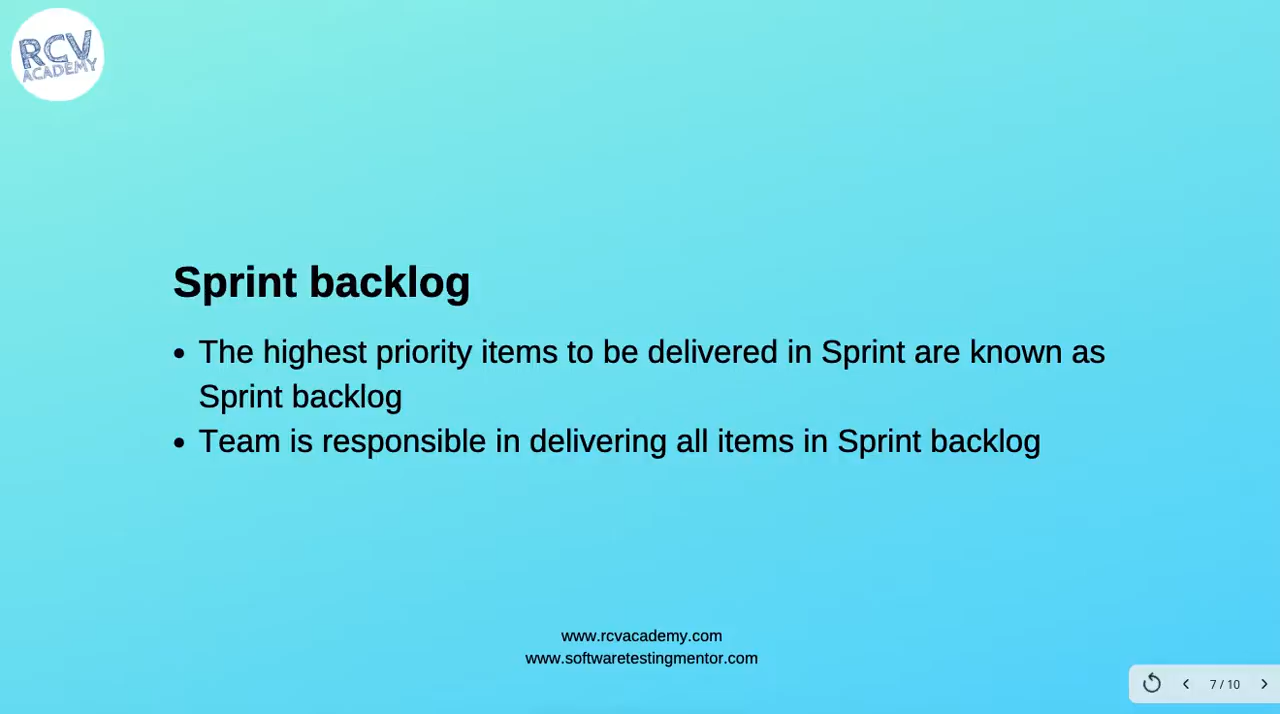 RCV
ACADEMY
Sprint backlog
• The highest priority items to be delivered in Sprint are known as
Sprint backlog
• Team is responsible in delivering all items in Sprint backlog
www.rcvacademy.com
www.softwaretestingmentor.com
7 / 10